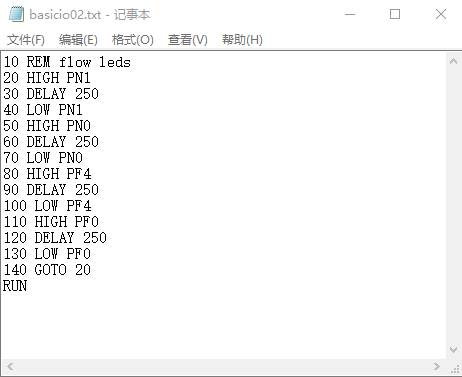 basicio02.txt - 记事本
文件(F) 编辑(E) 格式(O) 查看(V) 帮助(H)
10 REM flow leds
20 HIGH PN1
30 DELAY 250
40 LOW PN1
50 HIGH PN0
60 DELAY 250
70 LOW PN0
80 HIGH PF4
90 DELAY 250
100 LOW PF4
110 HIGH PF0
120 DELAY 250
130 LOW PF0
140 GOTO 20
RUN